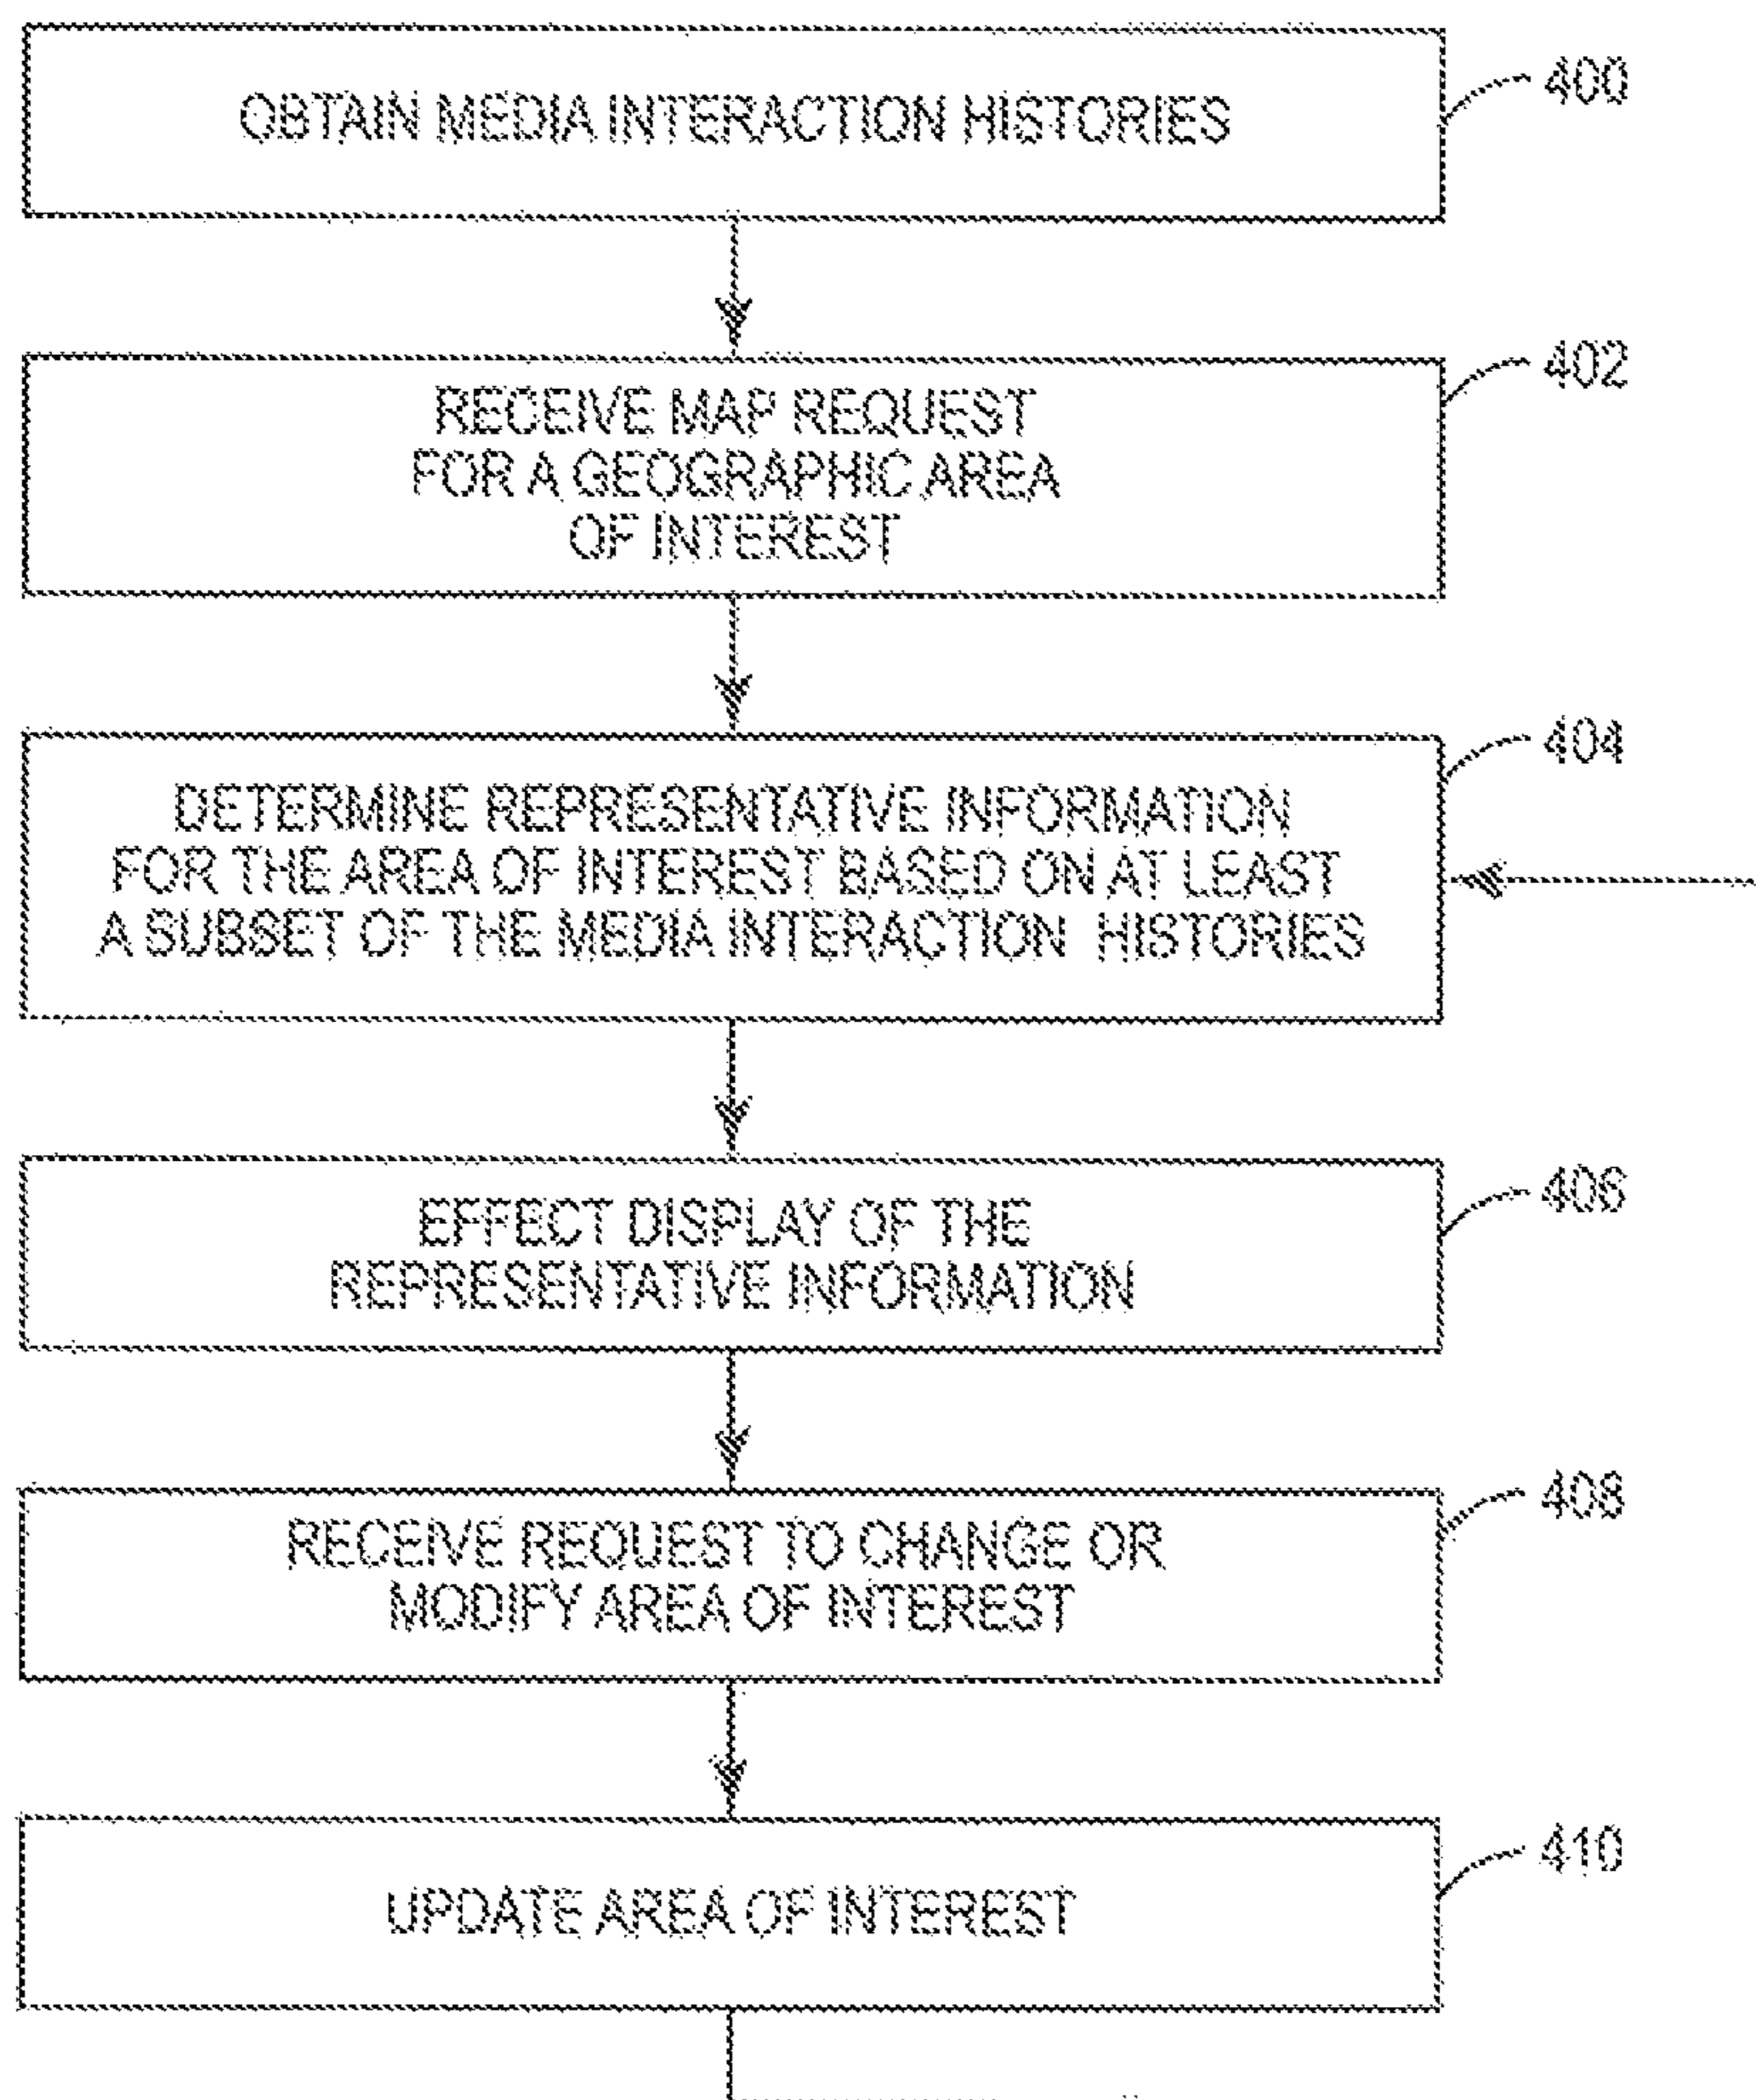 OBTAIN MEDIA INTERACTION HISTORIES
400
RECEIVE MAP REQUEST
FOR A GEOGRAPHIC AREA
OF INTEREST
402
DETERMINE REPRESENTATIVE INFORMATION
FOR THE AREA OF INTEREST BASED ON AT LEAST
A SUBSET OF THE MEDIA INTERACTION HISTORIES
404
EFFECT DISPLAY OF THE
REPRESENTATIVE INFORMATION
406
RECEIVE REQUEST TO CHANGE OR
MODIFY AREA OF INTEREST
408
UPDATE AREA OF INTEREST
410